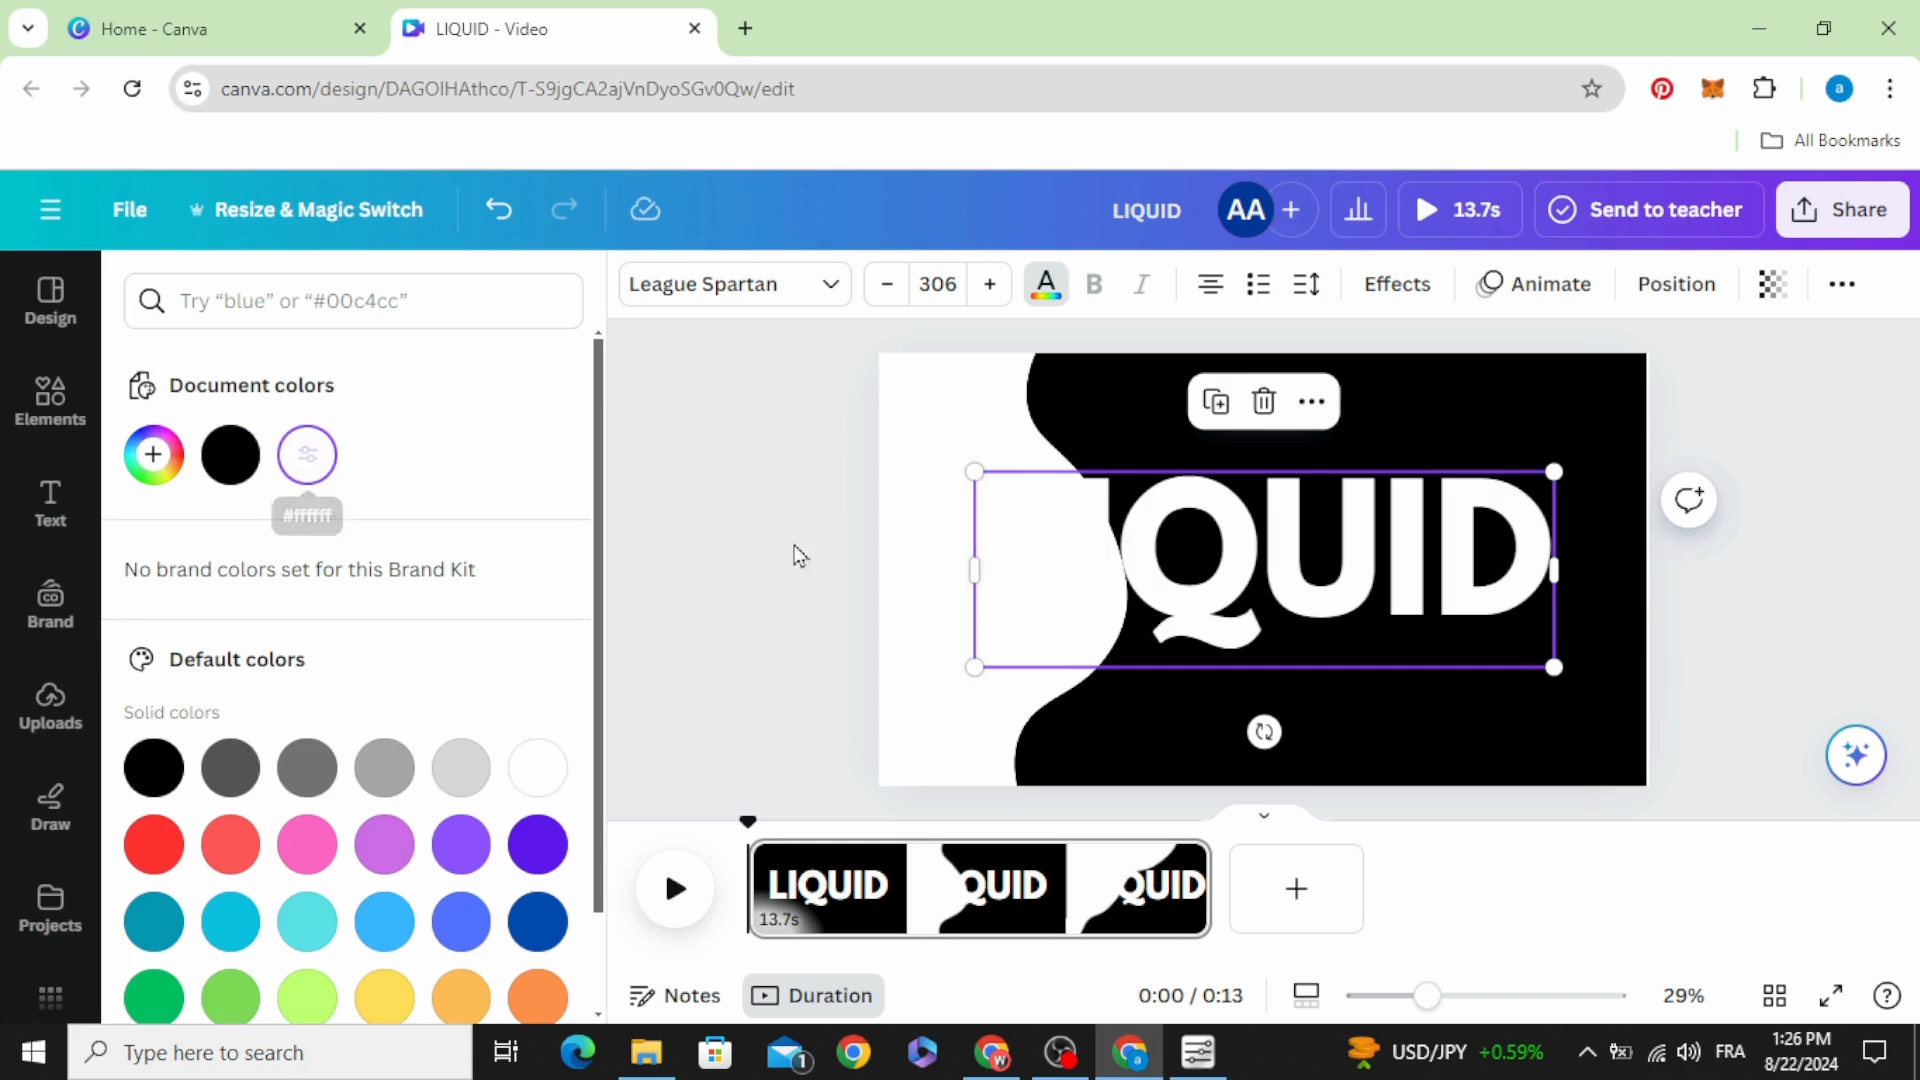 Home - Canva
LIQUID - Video
canva.com/design/DAGOIHAthco/T-S9jgCA2ajVnDyoSGv0Qw/edit
a
All Bookmarks
File
Resize & Magic Switch
LIQUID
AA
13.7s
Send to teacher
Share
Design
Elements
Text
Brand
Uploads
Draw
Projects
Try “blue” or “#00c4cc”
Document colors
#ffffff
No brand colors set for this Brand Kit
Default colors
Solid colors
League Spartan
306
Effects
Animate
Position
QUID
LIQUID
13.7s
QUID
QUID
Notes
Duration
0:00 / 0:13
29%
Type here to search
1
USD/JPY +0.59%
FRA
1:26 PM
8/22/2024